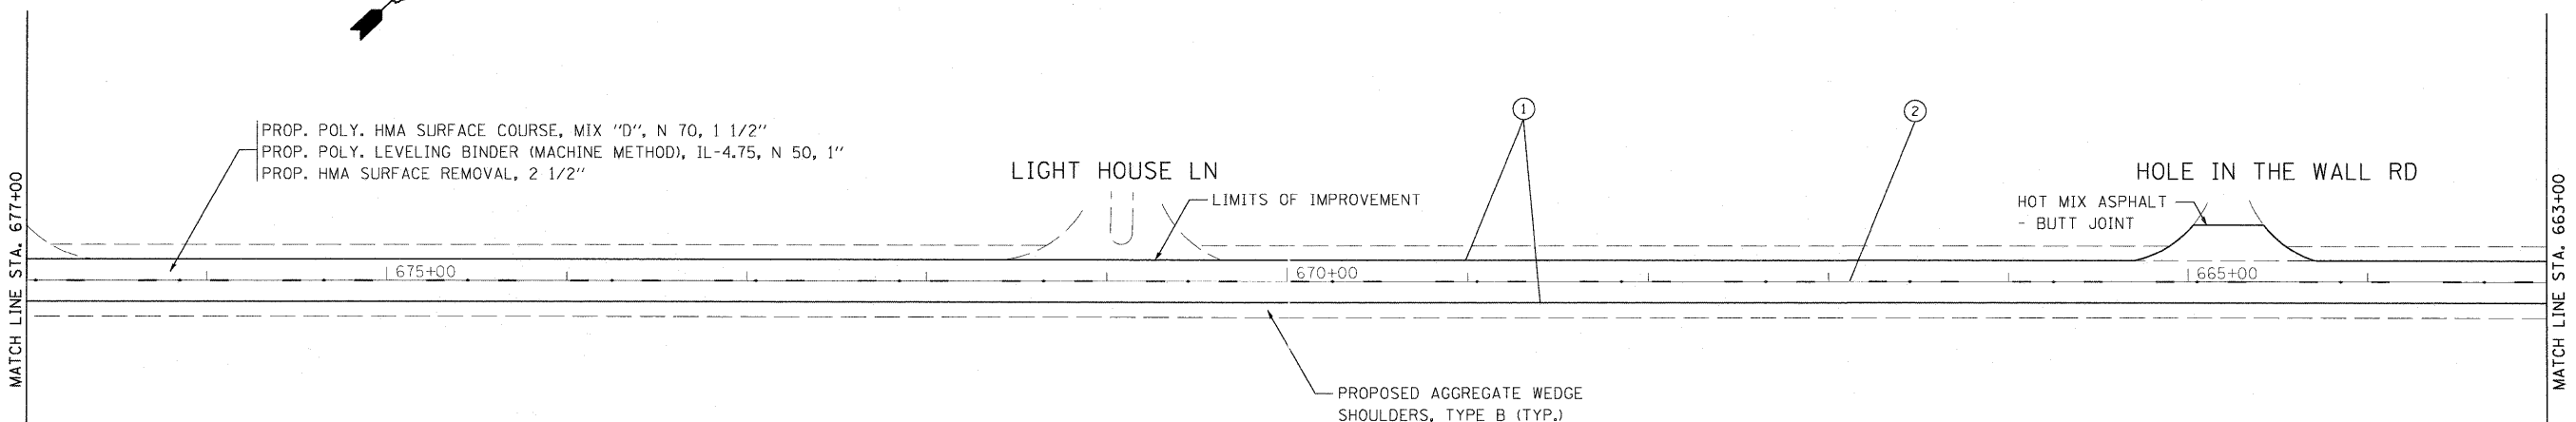 PROP. POLY. HMA SURFACE COURSE, MIX "D", N 70, 1 1/2"
PROP. POLY. LEVELING BINDER (MACHINE METHOD), IL-4.75, N 50, 1"
PROP. HMA SURFACE REMOVAL, 2 1/2"
1
2
LIGHT HOUSE LN
LIMITS OF IMPROVEMENT
HOLE IN THE WALL RD
HOT MIX ASPHALT
- BUTT JOINT
MATCH LINE STA. 677+00
675+00
670+00
665+00
MATCH LINE STA. 663+00
PROPOSED AGGREGATE WEDGE
SHOULDERS, TYPE B (TYP.)